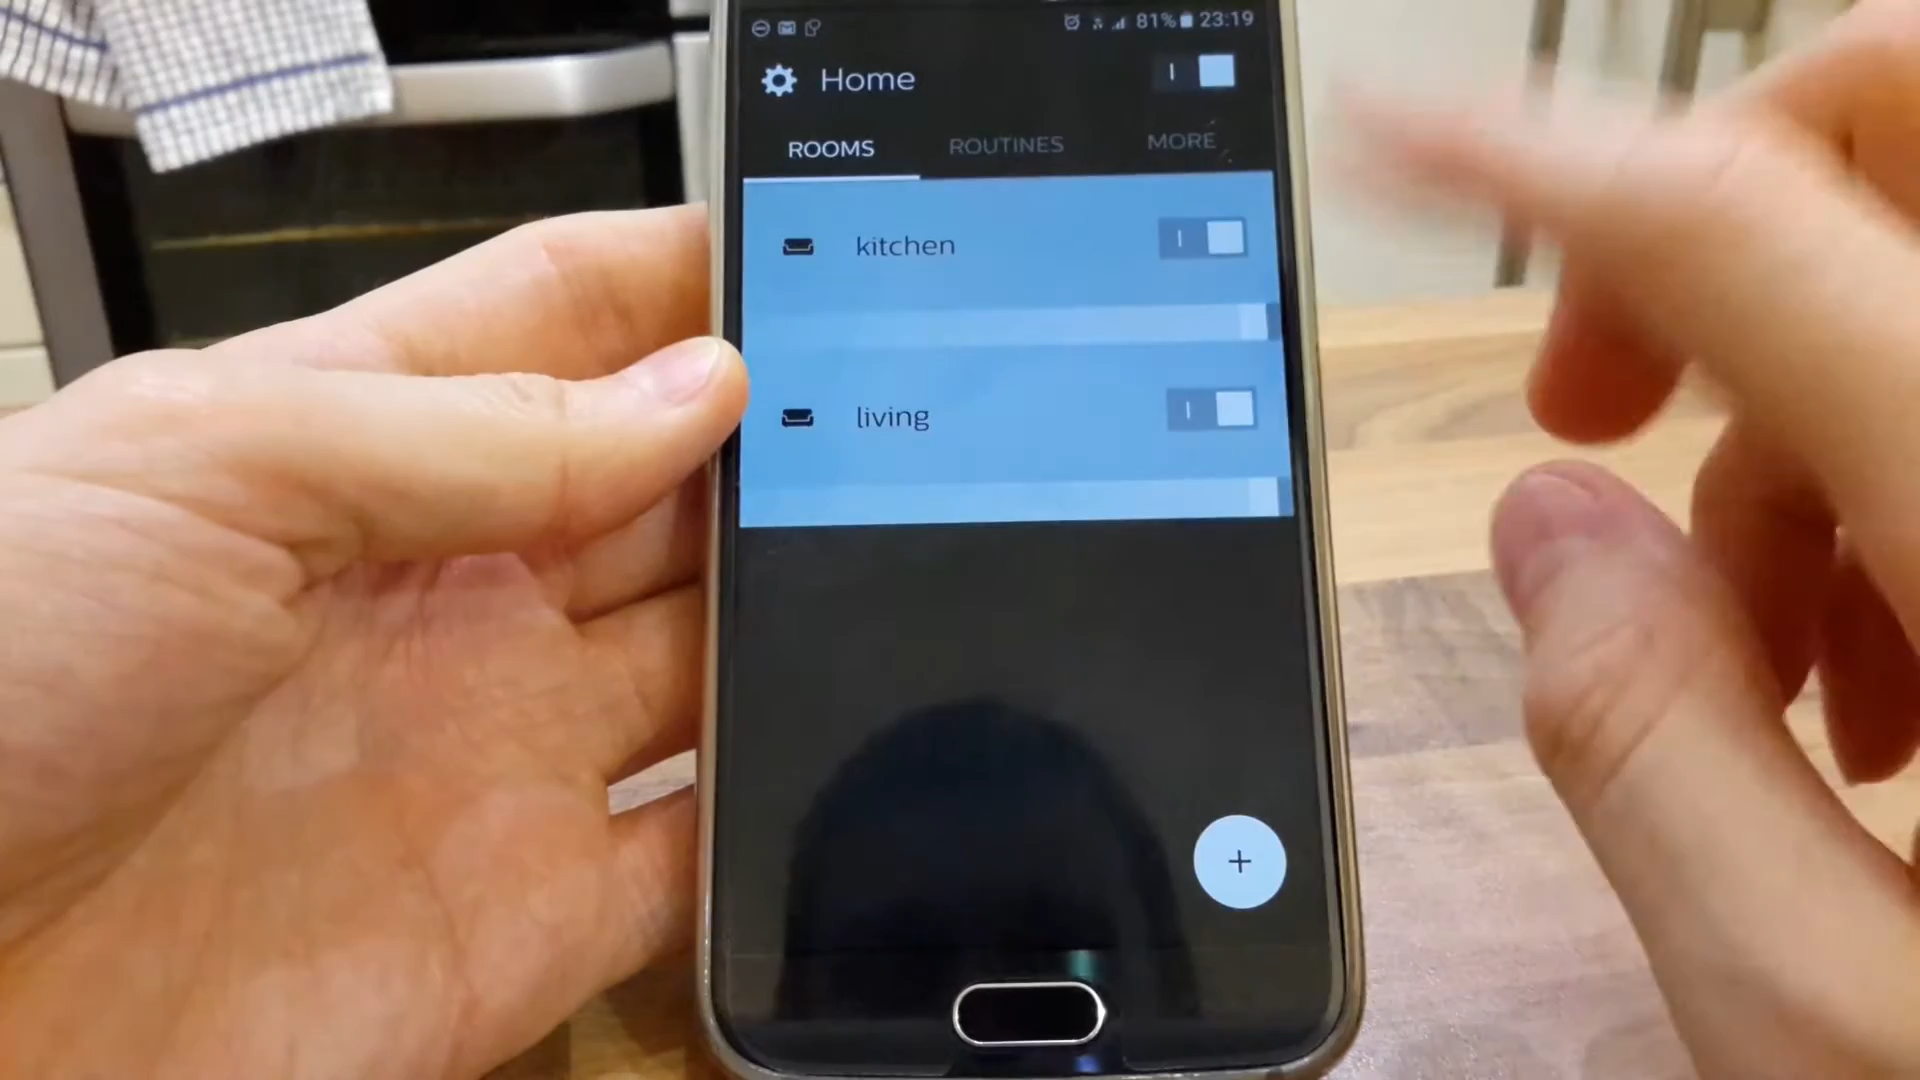 81% 23:19
Home
ROOMS ROUTINES MORE
kitchen
living
+